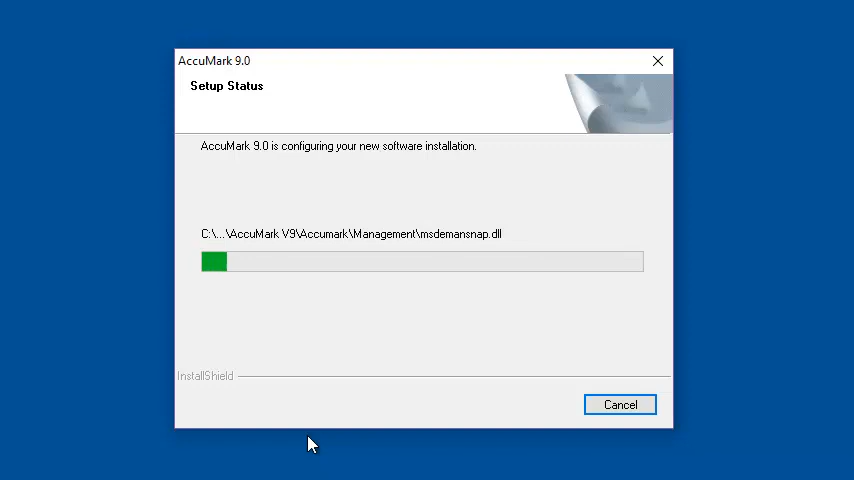 AccuMark 9.0
Setup Status
AccuMark 9.0 is configuring your new software installation.
C:\...\AccuMark V9\Accumark\Management\msdemansnap.dll
InstallShield
Cancel